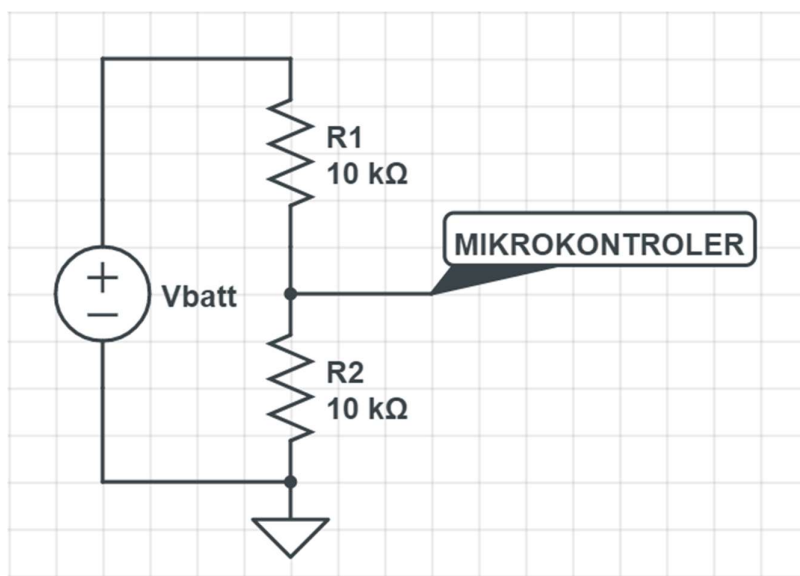 R1
10 kΩ
MIKROKONTROLER
+
−
Vbatt
R2
10 kΩ